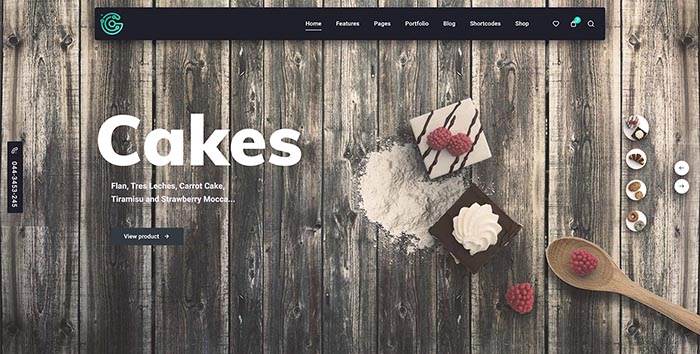 Home Features Pages Portfolio Blog Shortcodes Shop
Cakes
Flan, Tres Leches, Carrot Cake,
Tiramisu and Strawberry Mocca...
View product
044-3453-245